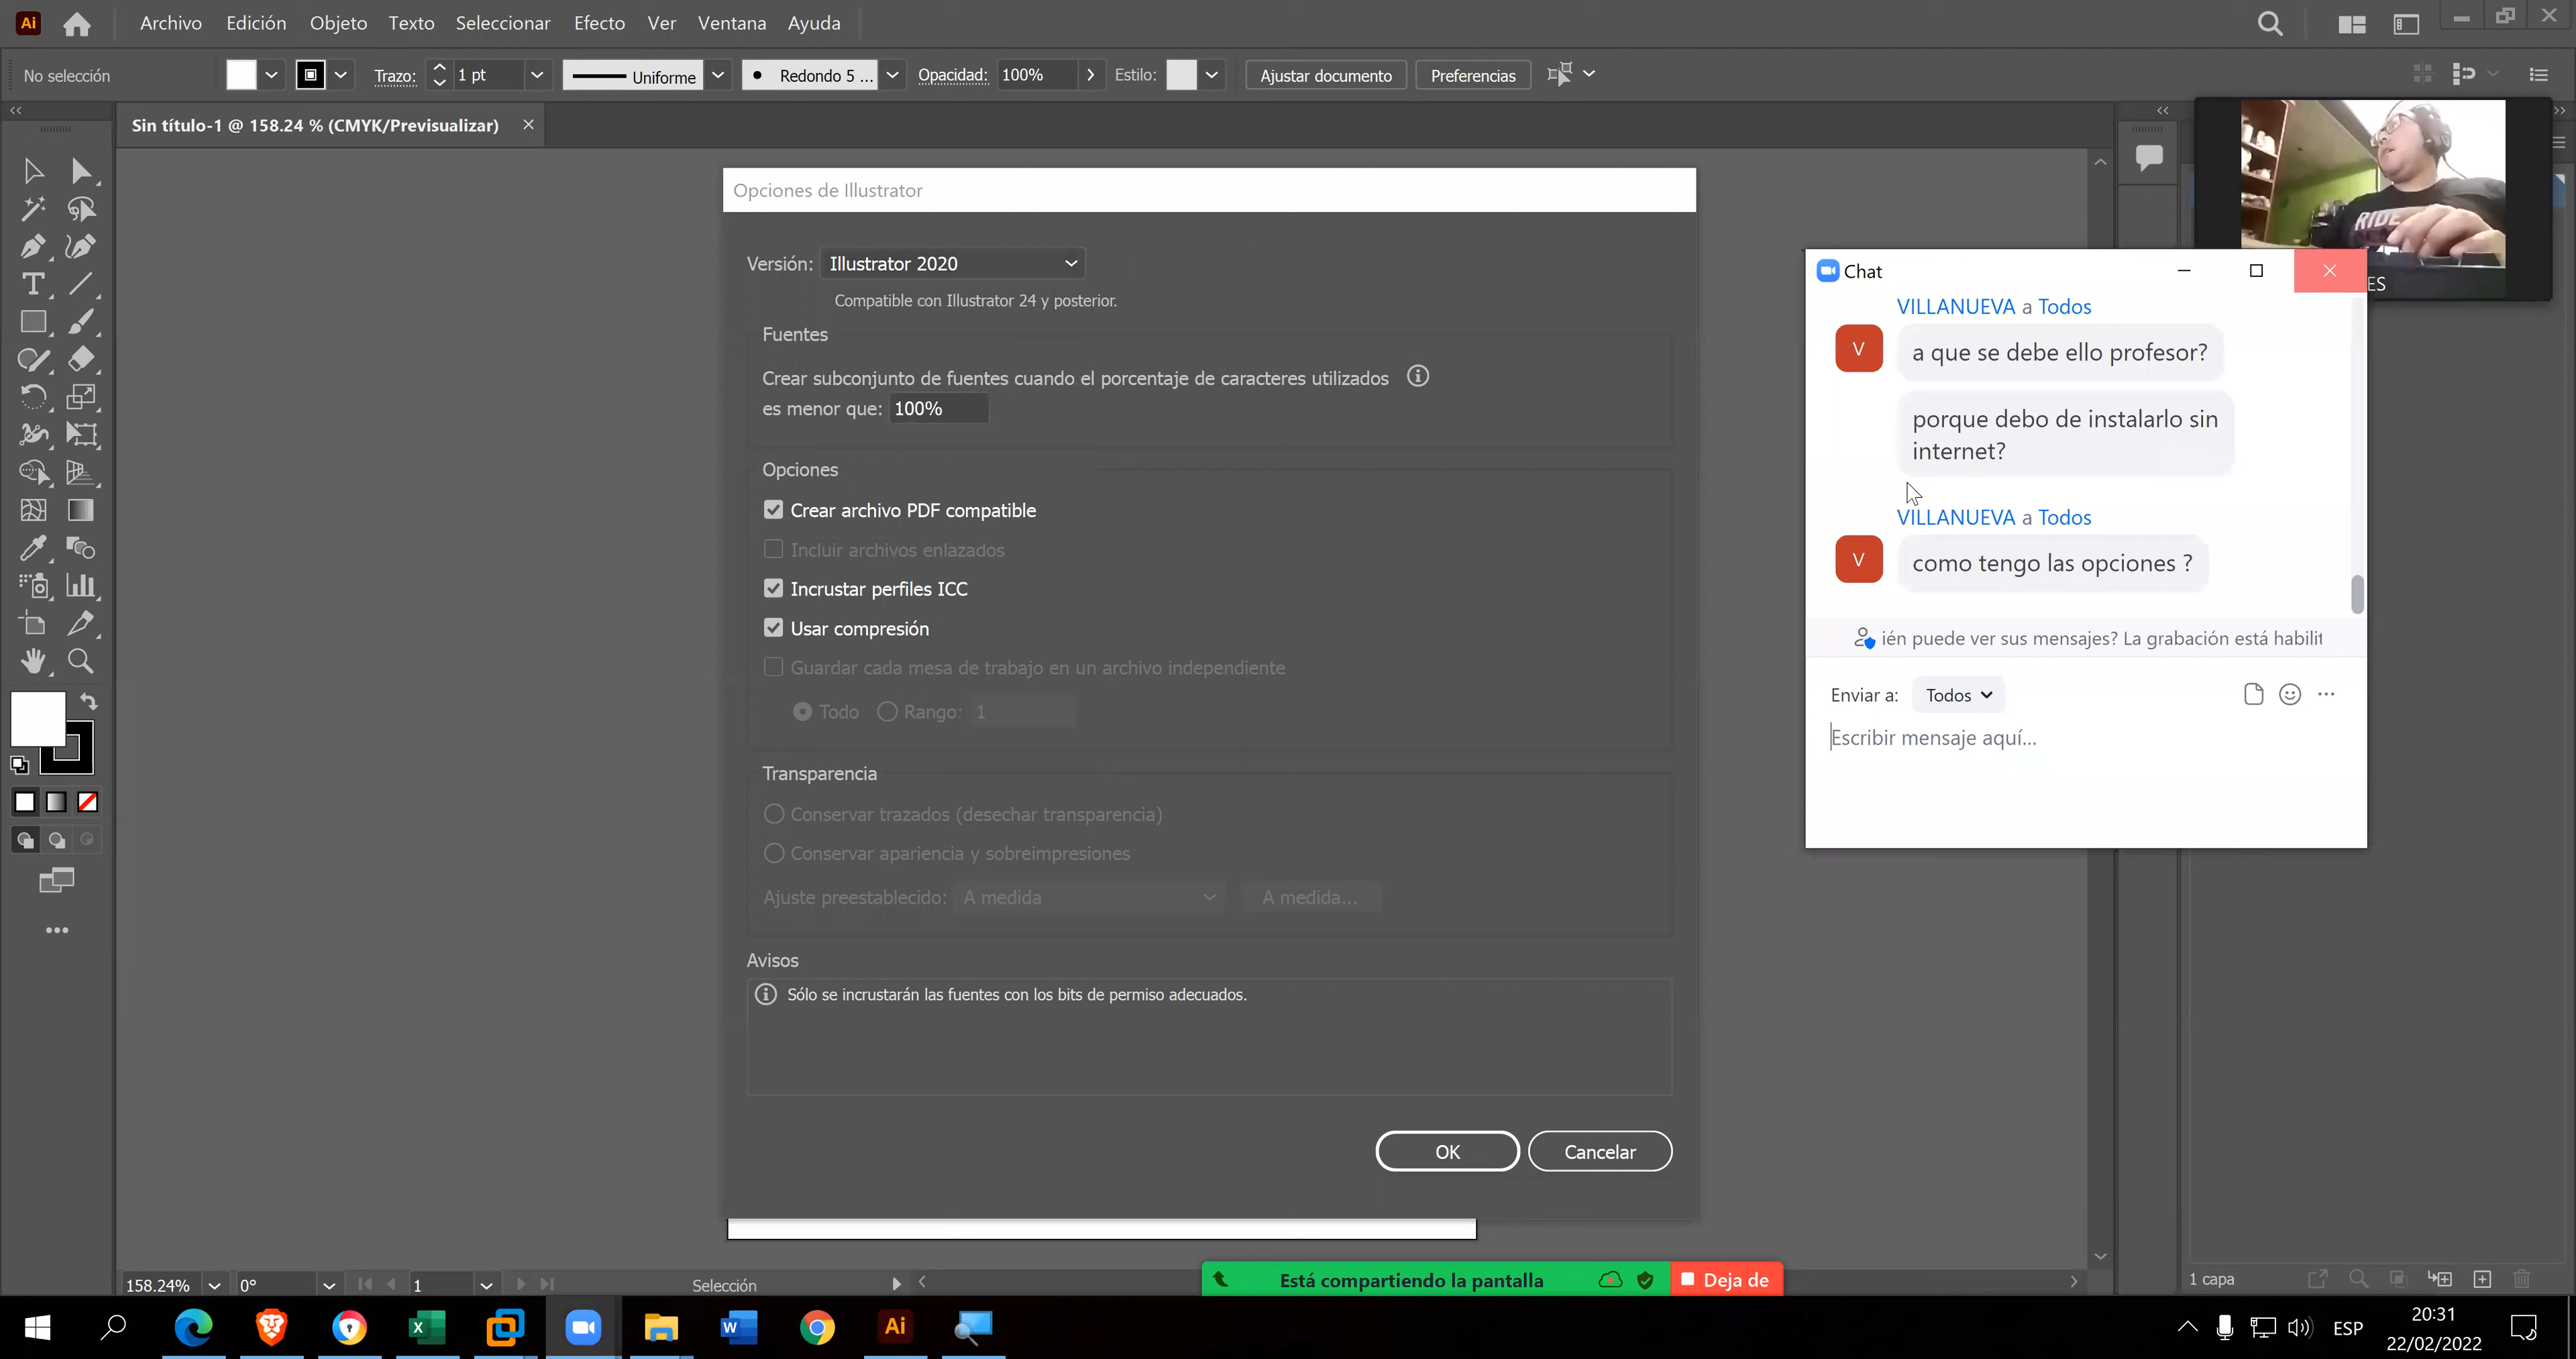 Ai
Archivo Edición Objeto Texto Seleccionar Efecto Ver Ventana Ayuda
No selección Trazo: 1 pt Uniforme Redondo 5 ... Opacidad: 100% Estilo: Ajustar documento Preferencias
Sin título-1 @ 158.24 % (CMYK/Previsualizar)
Opciones de Illustrator
Versión: Illustrator 2020
Compatible con Illustrator 24 y posterior.
Fuentes
Crear subconjunto de fuentes cuando el porcentaje de caracteres utilizados
es menor que: 100%
Opciones
Crear archivo PDF compatible
Incluir archivos enlazados
Incrustar perfiles ICC
Usar compresión
Guardar cada mesa de trabajo en un archivo independiente
Todo Rango: 1
Transparencia
Conservar trazados (desechar transparencia)
Conservar apariencia y sobreimpresiones
Ajuste preestablecido: A medida A medida...
Avisos
Sólo se incrustarán las fuentes con los bits de permiso adecuados.
OK Cancelar
RIDE
ES
Chat
VILLANUEVA a Todos
V
a que se debe ello profesor?
porque debo de instalarlo sin
internet?
VILLANUEVA a Todos
V
como tengo las opciones ?
ién puede ver sus mensajes? La grabación está habilit
Enviar a: Todos
Escribir mensaje aquí...
158.24% 0° 1 Selección
Está compartiendo la pantalla Deja de
1 capa
Ai
ESP
20:31
22/02/2022